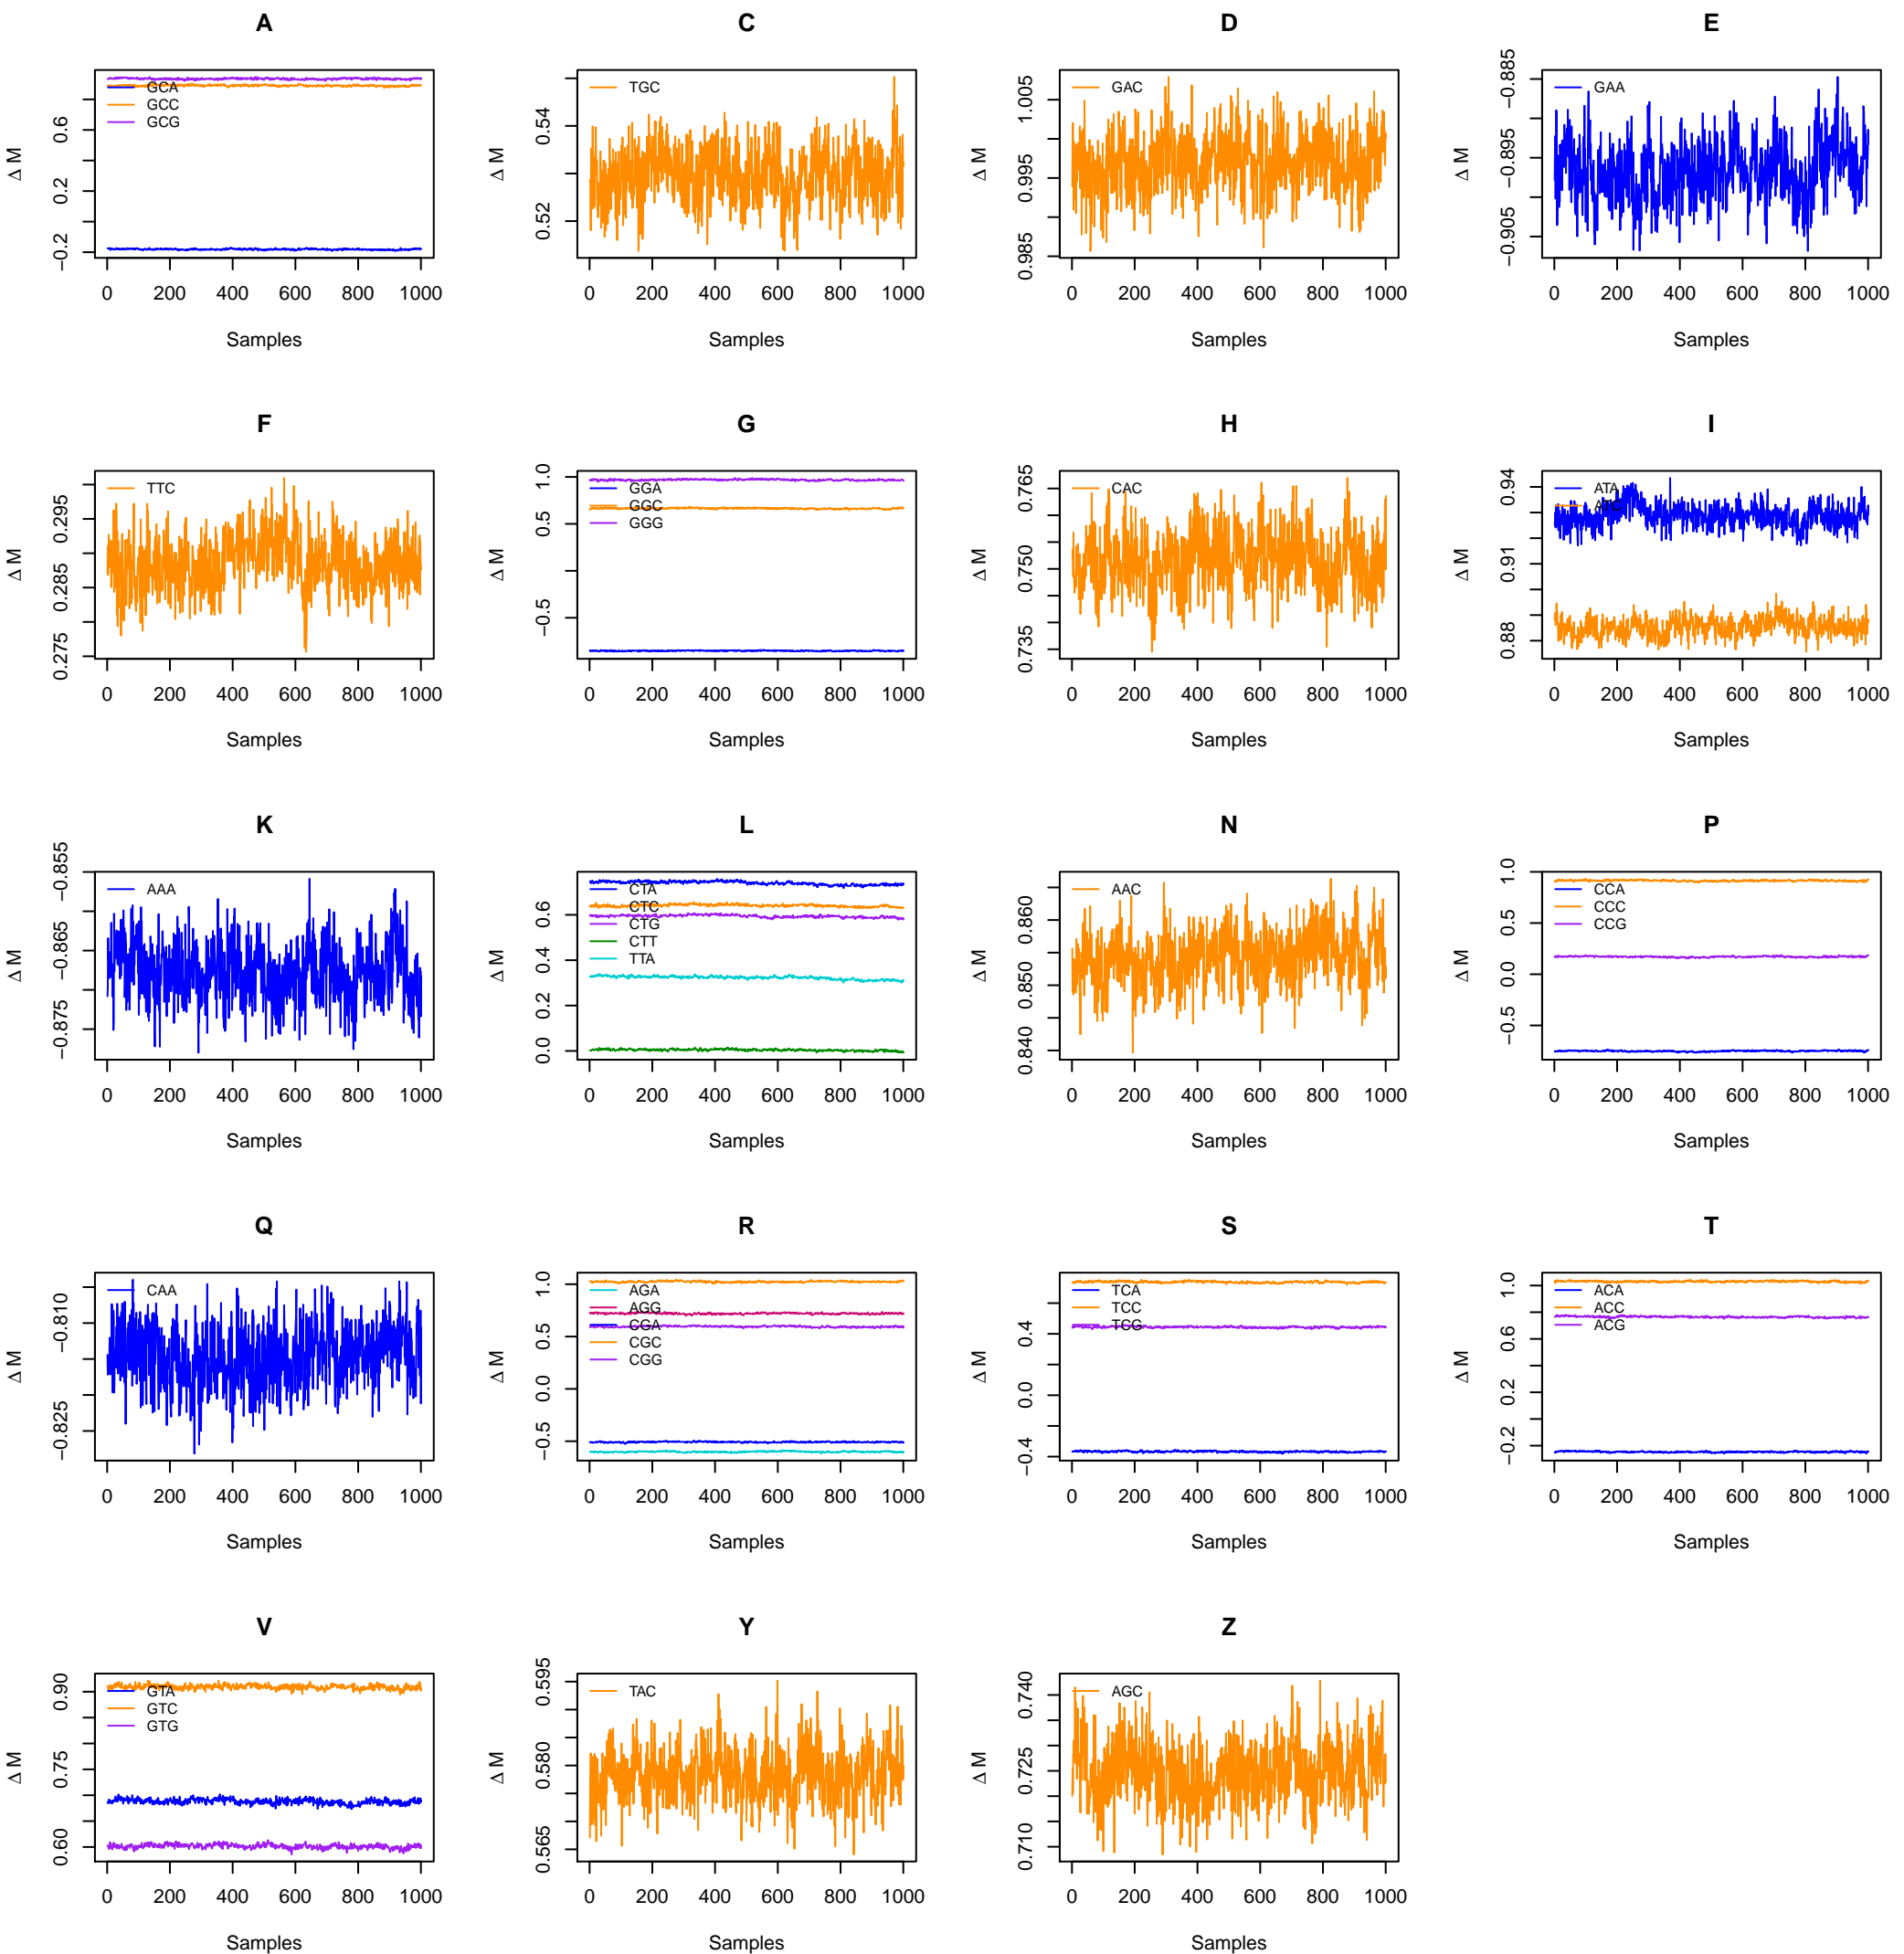 A
ΔM
0.6
0.2
−0.2
GCA
GCC
GCG
0 200 400 600 800 1000
Samples
C
ΔM
0.54
0.52
TGC
0 200 400 600 800 1000
Samples
D
ΔM
1.005
0.995
0.985
GAC
0 200 400 600 800 1000
Samples
E
ΔM
−0.885
−0.895
−0.905
GAA
0 200 400 600 800 1000
Samples
F
ΔM
0.295
0.285
0.275
TTC
0 200 400 600 800 1000
Samples
G
ΔM
1.0
0.5
−0.5
GGA
GGC
GGG
0 200 400 600 800 1000
Samples
H
ΔM
0.765
0.750
0.735
CAC
0 200 400 600 800 1000
Samples
I
ΔM
0.94
0.91
0.88
ATA
ATC
0 200 400 600 800 1000
Samples
K
ΔM
−0.855
−0.865
−0.875
AAA
0 200 400 600 800 1000
Samples
L
ΔM
0.6
0.4
0.2
0.0
CTA
CTC
CTG
CTT
TTA
0 200 400 600 800 1000
Samples
N
ΔM
0.860
0.850
0.840
AAC
0 200 400 600 800 1000
Samples
P
ΔM
1.0
0.5
0.0
−0.5
CCA
CCC
CCG
0 200 400 600 800 1000
Samples
Q
ΔM
−0.810
−0.825
CAA
0 200 400 600 800 1000
Samples
R
ΔM
1.0
0.5
0.0
−0.5
AGA
AGG
CGA
CGC
CGG
0 200 400 600 800 1000
Samples
S
ΔM
0.4
0.0
−0.4
TCA
TCC
TCG
0 200 400 600 800 1000
Samples
T
ΔM
1.0
0.6
0.2
−0.2
ACA
ACC
ACG
0 200 400 600 800 1000
Samples
V
ΔM
0.90
0.75
0.60
GTA
GTC
GTG
0 200 400 600 800 1000
Samples
Y
ΔM
0.595
0.580
0.565
TAC
0 200 400 600 800 1000
Samples
Z
ΔM
0.740
0.725
0.710
AGC
0 200 400 600 800 1000
Samples